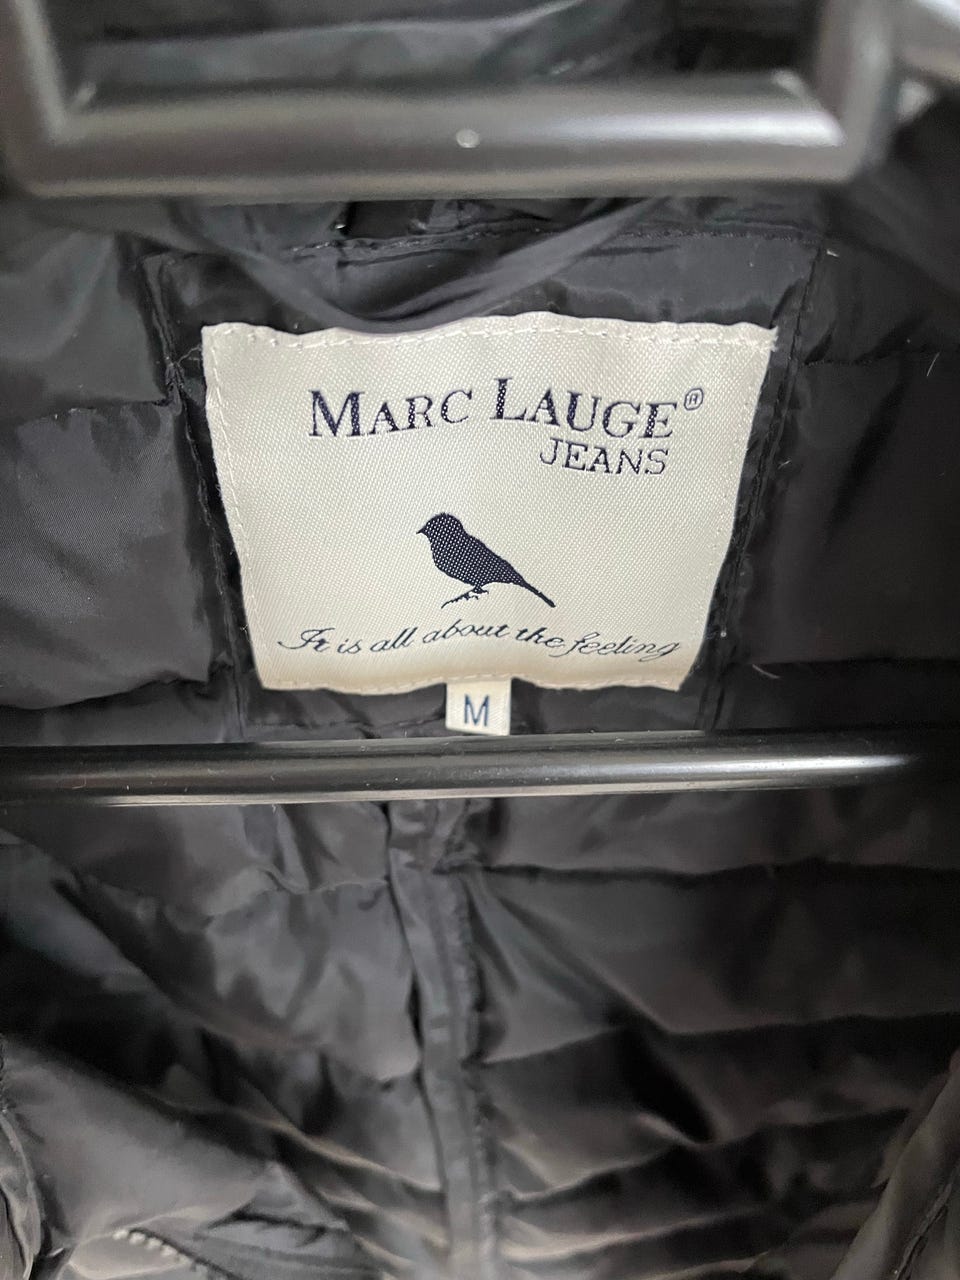 MARC LAUGE®
JEANS
It is all about the feeling
M